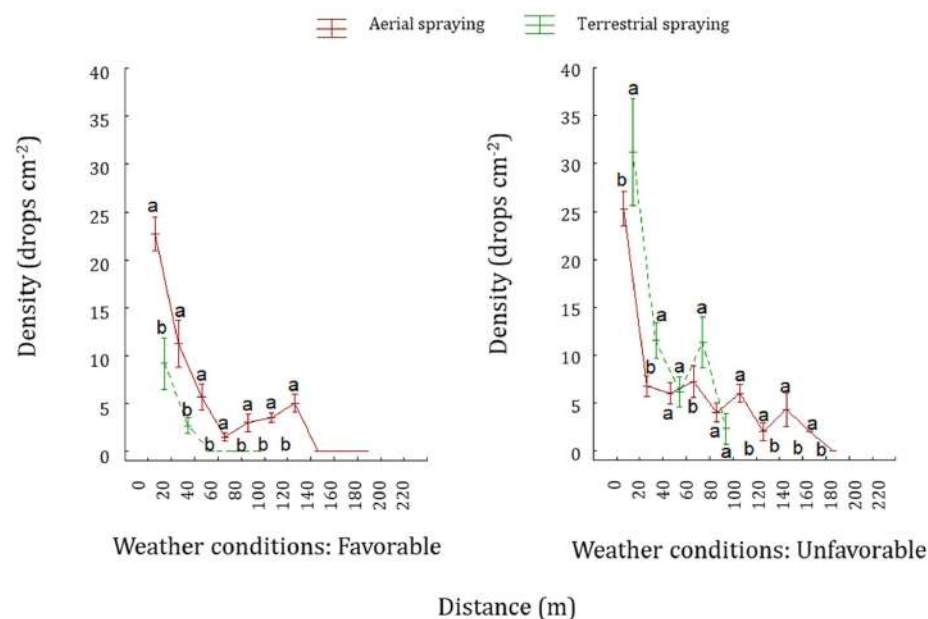 Aerial spraying Terrestrial spraying
Density (drops cm-2)
40
35
30
25
20
15
10
5
0
a
a
b
a
b
a
a
a
a
b
b
b
b
0 20 40 60 80 100 120 140 160 180 200 220
Weather conditions: Favorable
Density (drops cm-2)
40
35
30
25
20
15
10
5
0
a
b
a
a
b
a
a
b
a
a
a
a
a
a
b
b
b
b
0 20 40 60 80 100 120 140 160 180 200 220
Weather conditions: Unfavorable
Distance (m)